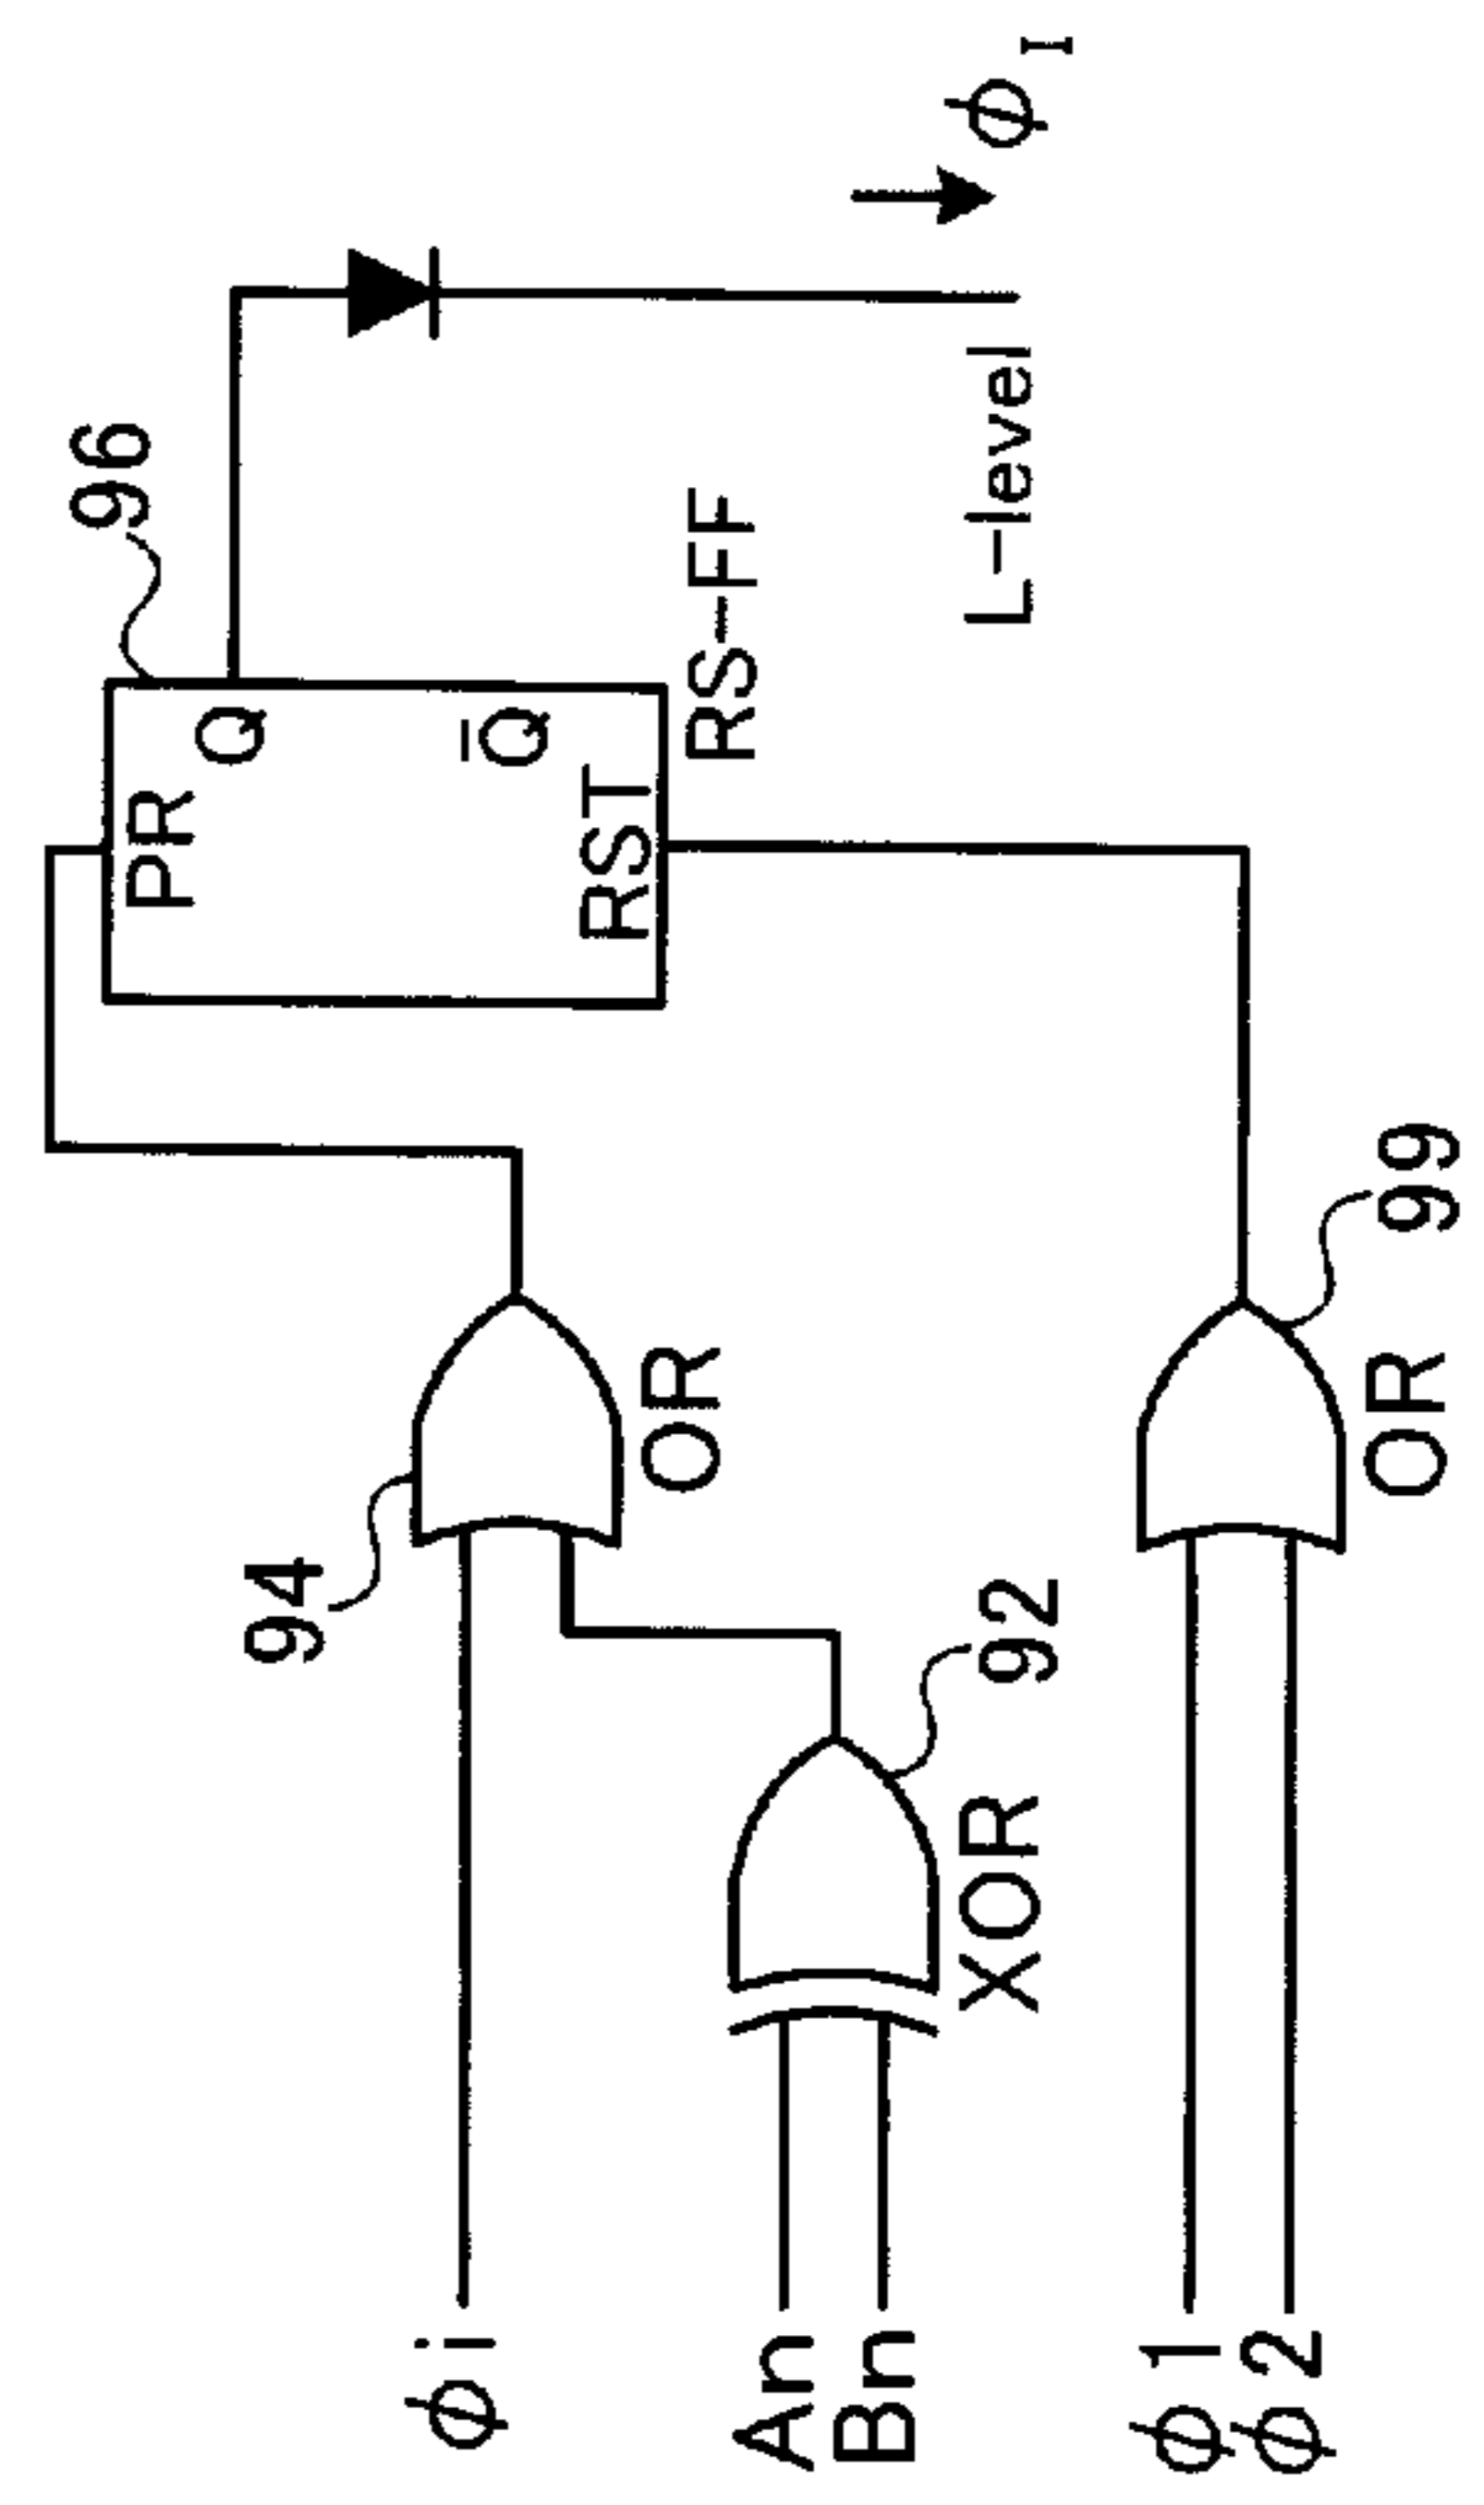 96
PR
Q
Q̅
RST
RS-FF
L-level
φI
94
φi
OR
An
Bn
XOR
92
φ1
φ2
OR
99